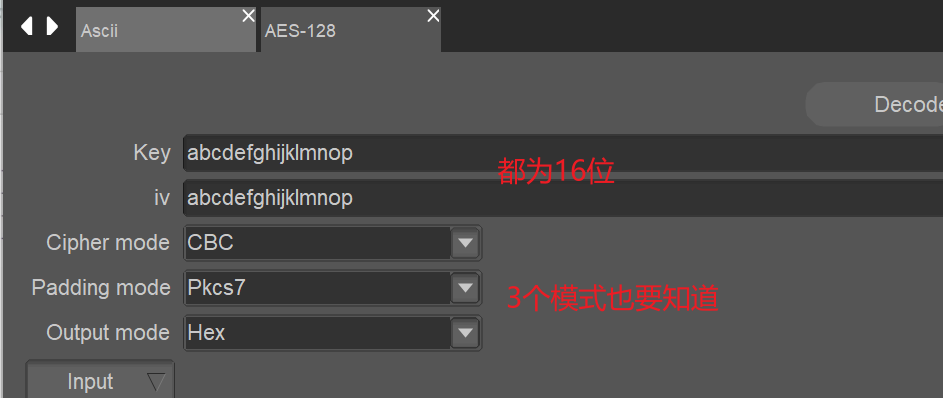 Ascii
AES-128
Decode
Key abcdefghijklmnop
都为16位
iv abcdefghijklmnop
Cipher mode CBC
Padding mode Pkcs7
3个模式也要知道
Output mode Hex
Input